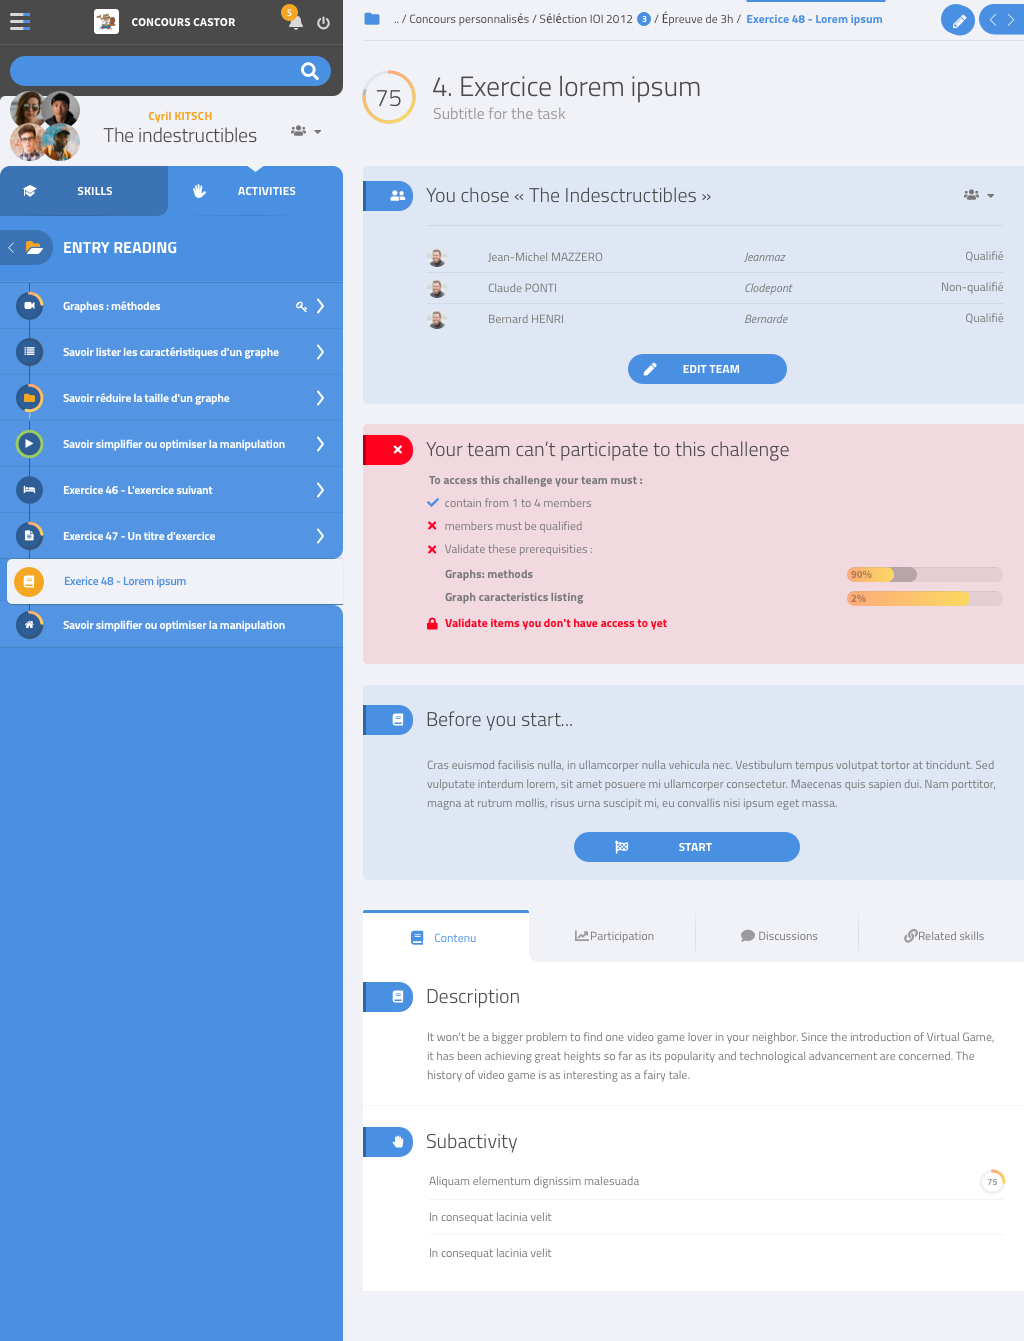 CONCOURS CASTOR
5
Cyril KITSCH
The indestructibles
SKILLS
ACTIVITIES
ENTRY READING
Graphes : méthodes
Savoir lister les caractéristiques d'un graphe
Savoir réduire la taille d'un graphe
Savoir simplifier ou optimiser la manipulation
Exercice 46 - L'exercice suivant
Exercice 47 - Un titre d'exercice
Exerice 48 - Lorem ipsum
Savoir simplifier ou optimiser la manipulation
.. / Concours personnalisés / Séléction IOI 2012 3 / Épreuve de 3h / Exercice 48 - Lorem ipsum
75
4. Exercice lorem ipsum
Subtitle for the task
You chose « The Indesctructibles »
Jean-Michel MAZZERO Jeanmaz Qualifié
Claude PONTI Clodepont Non-qualifié
Bernard HENRI Bernarde Qualifié
EDIT TEAM
Your team can't participate to this challenge
To access this challenge your team must :
contain from 1 to 4 members
members must be qualified
Validate these prerequisities :
Graphs: methods 90%
Graph caracteristics listing 2%
Validate items you don't have access to yet
Before you start...
Cras euismod facilisis nulla, in ullamcorper nulla vehicula nec. Vestibulum tempus volutpat tortor at tincidunt. Sed
vulputate interdum lorem, sit amet posuere mi ullamcorper consectetur. Maecenas quis sapien dui. Nam porttitor,
magna at rutrum mollis, risus urna suscipit mi, eu convallis nisi ipsum eget massa.
START
Contenu
Participation
Discussions
Related skills
Description
It won't be a bigger problem to find one video game lover in your neighbor. Since the introduction of Virtual Game,
it has been achieving great heights so far as its popularity and technological advancement are concerned. The
history of video game is as interesting as a fairy tale.
Subactivity
Aliquam elementum dignissim malesuada 75
In consequat lacinia velit
In consequat lacinia velit